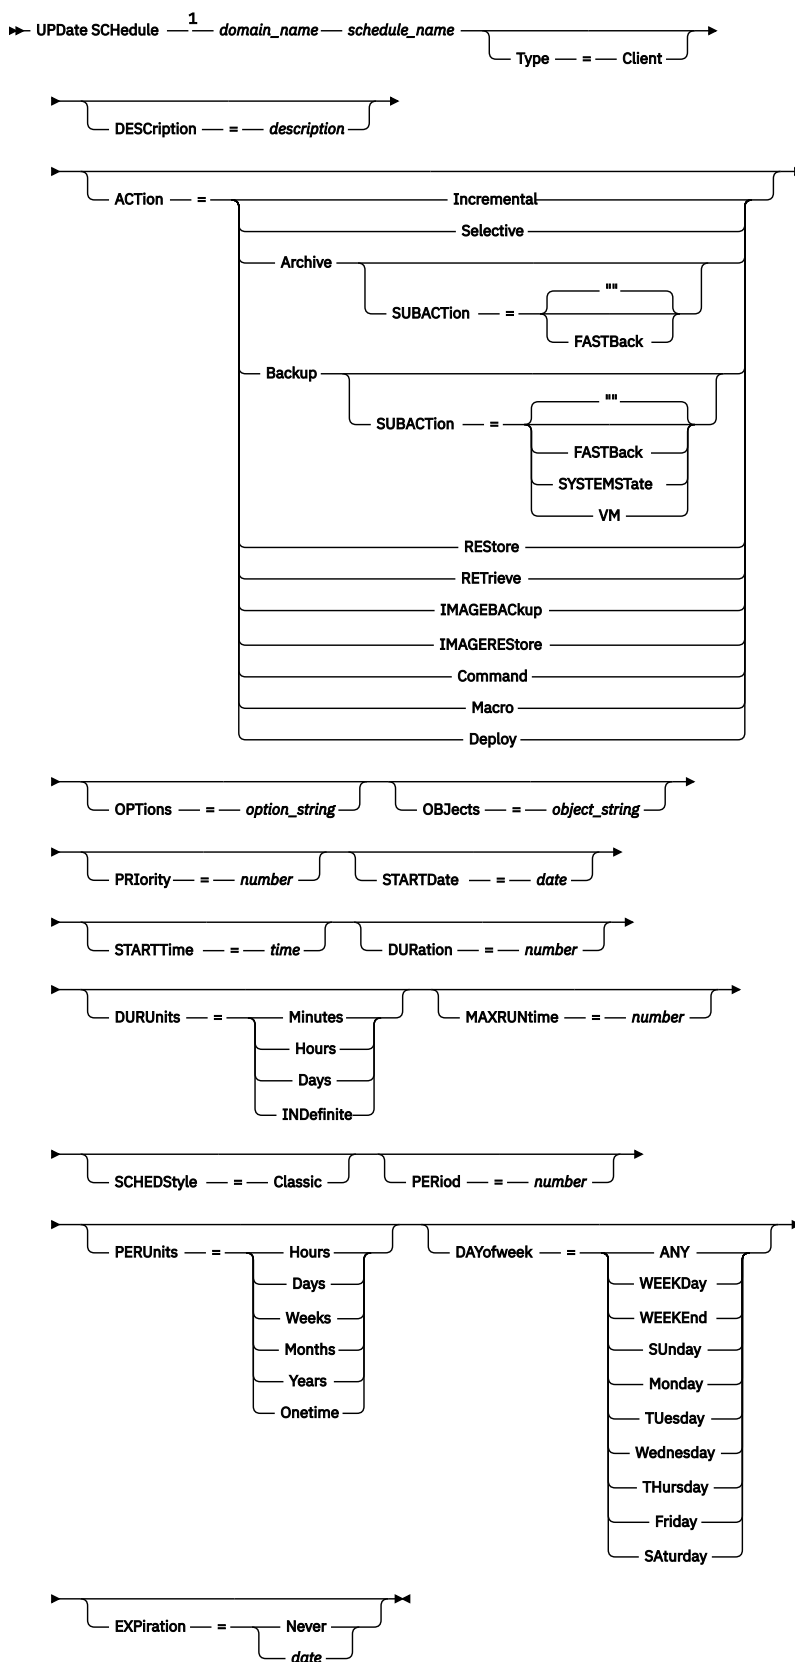 1
UPDate SCHedule domain_name schedule_name
Type = Client
DESCription = description
ACTion = Incremental
Selective
Archive
""
SUBACTion =
FASTBack
Backup
""
SUBACTion =
FASTBack
SYSTEMSTate
VM
REStore
RETrieve
IMAGEBACkup
IMAGEREStore
Command
Macro
Deploy
OPTions = option_string OBJects = object_string
PRIority = number STARTDate = date
STARTTime = time DURation = number
DURUnits = Minutes MAXRUNtime = number
Hours
Days
INDefinite
SCHEDStyle = Classic PERiod = number
PERUnits = Hours DAYofweek = ANY
Days WEEKDay
Weeks WEEKEnd
Months SUnday
Years Monday
Onetime TUesday
Wednesday
THursday
Friday
SAturday
EXPiration = Never
date